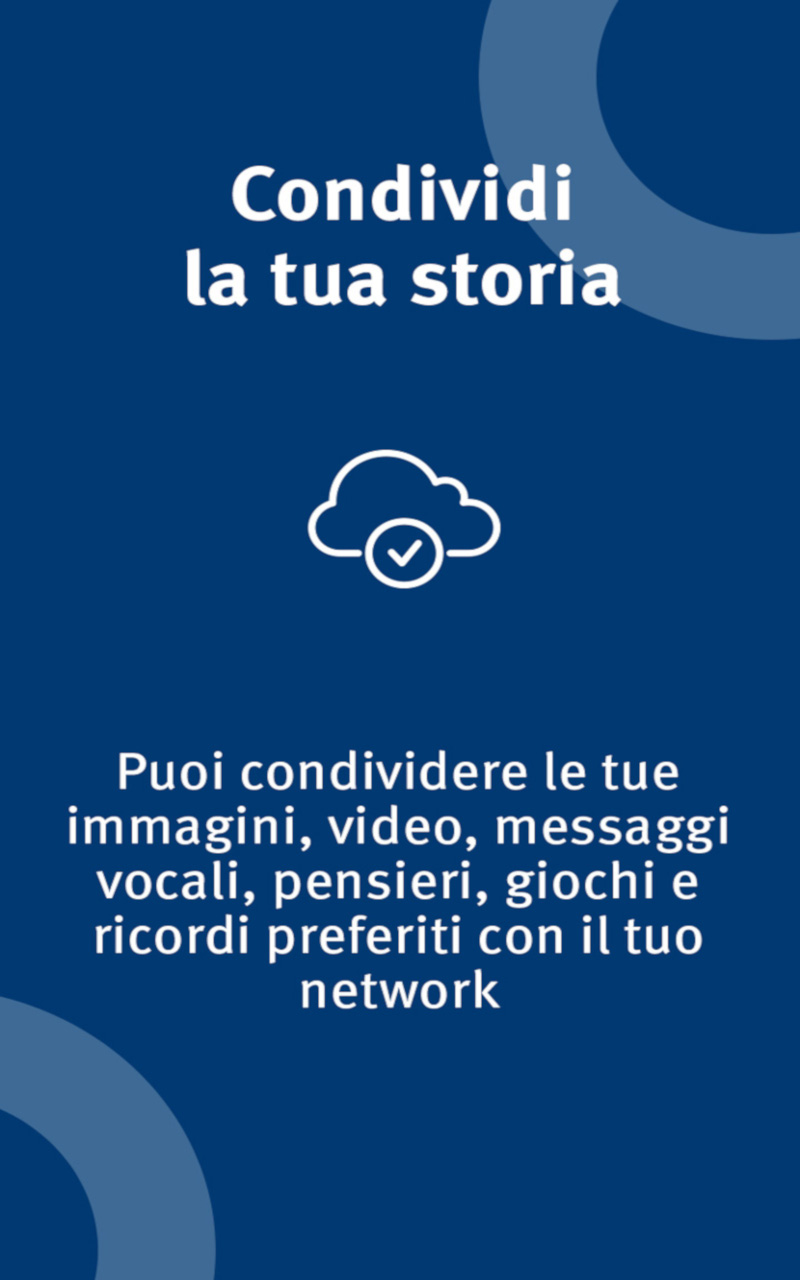 Condividi
la tua storia
Puoi condividere le tue
immagini, video, messaggi
vocali, pensieri, giochi e
ricordi preferiti con il tuo
network